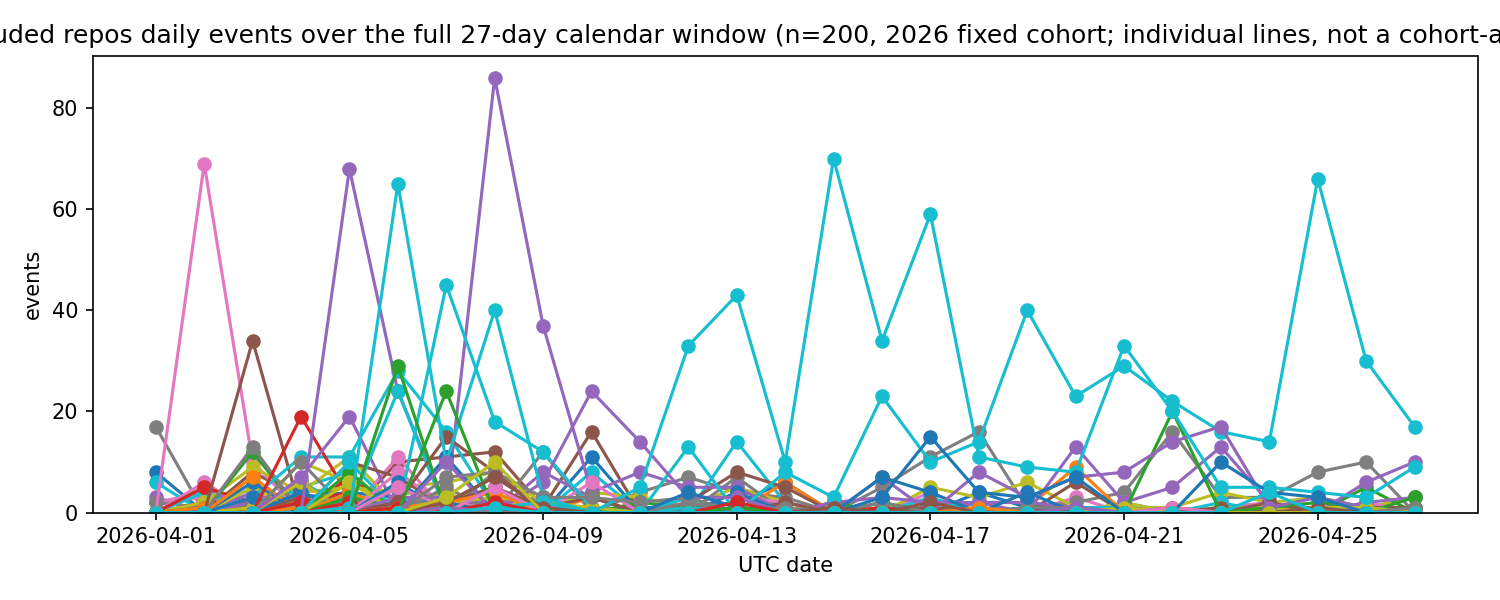 repos daily events over the full 27-day calendar window (n=200, 2026 fixed cohort; individual lines, not a
events
80
60
40
20
0
2026-04-01 2026-04-05 2026-04-09 2026-04-13 2026-04-17 2026-04-21 2026-04-25
UTC date